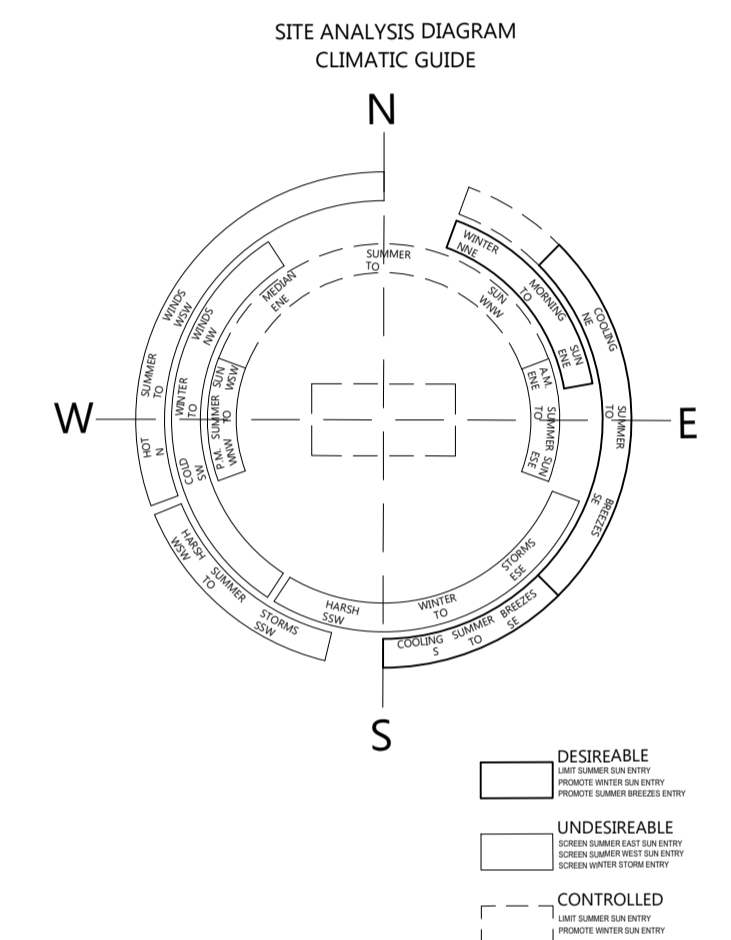 SITE ANALYSIS DIAGRAM
CLIMATIC GUIDE
N
WINTER MORNING SUN
NNE TO ENE
MEDIAN SUMMER SUN
ENE TO WNW
COOLING SUMMER BREEZES
NE TO SE
HOT SUMMER WINDS
N TO WSW
COLD WINTER WINDS
SW TO NW
P.M. SUMMER SUN
WNW TO WSW
A.M. SUMMER SUN
ENE TO ESE
W
E
HARSH SUMMER STORMS
WSW TO SSW
HARSH WINTER STORMS
SSW TO ESE
COOLING SUMMER BREEZES
S TO SE
S
DESIREABLE
LIMIT SUMMER SUN ENTRY
PROMOTE WINTER SUN ENTRY
PROMOTE SUMMER BREEZES ENTRY
UNDESIREABLE
SCREEN SUMMER EAST SUN ENTRY
SCREEN SUMMER WEST SUN ENTRY
SCREEN WINTER STORM ENTRY
CONTROLLED
LIMIT SUMMER SUN ENTRY
PROMOTE WINTER SUN ENTRY